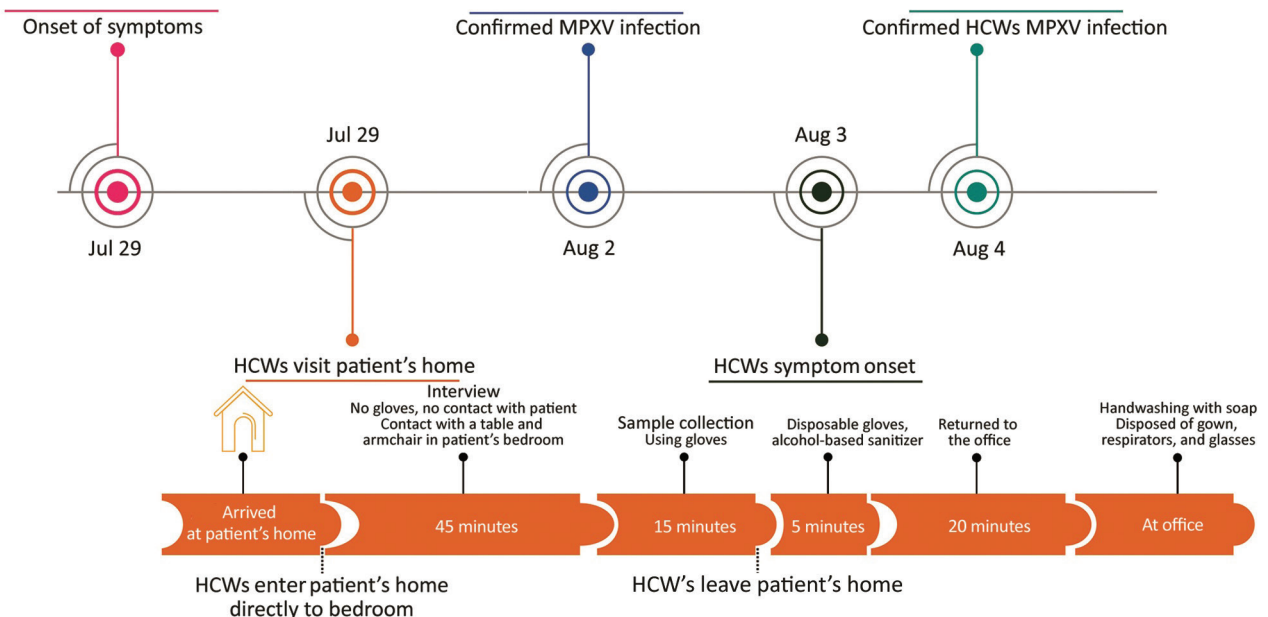 Onset of symptoms
Confirmed MPXV infection
Confirmed HCWs MPXV infection
Jul 29
Aug 3
Jul 29
Aug 2
Aug 4
HCWs visit patient's home
HCWs symptom onset
Interview
No gloves, no contact with patient
Contact with a table and
armchair in patient's bedroom
Sample collection
Using gloves
Disposable gloves,
alcohol-based sanitizer
Returned to
the office
Handwashing with soap
Disposed of gown,
respirators, and glasses
Arrived
at patient's home
45 minutes
15 minutes
5 minutes
20 minutes
At office
HCWs enter patient's home
directly to bedroom
HCW's leave patient's home